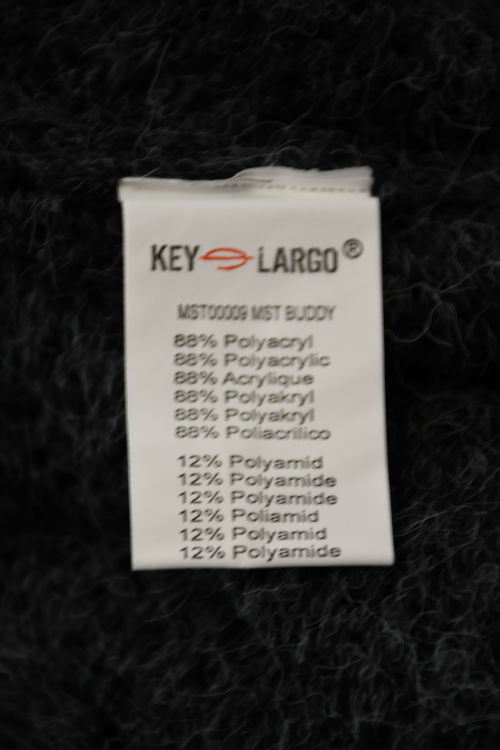 KEY LARGO®
MST00009 MST BUDDY
88% Polyacryl
88% Polyacrylic
88% Acrylique
88% Polyakryl
88% Polyakryl
88% Poliacrilico
12% Polyamid
12% Polyamide
12% Polyamide
12% Poliamid
12% Polyamid
12% Polyamide